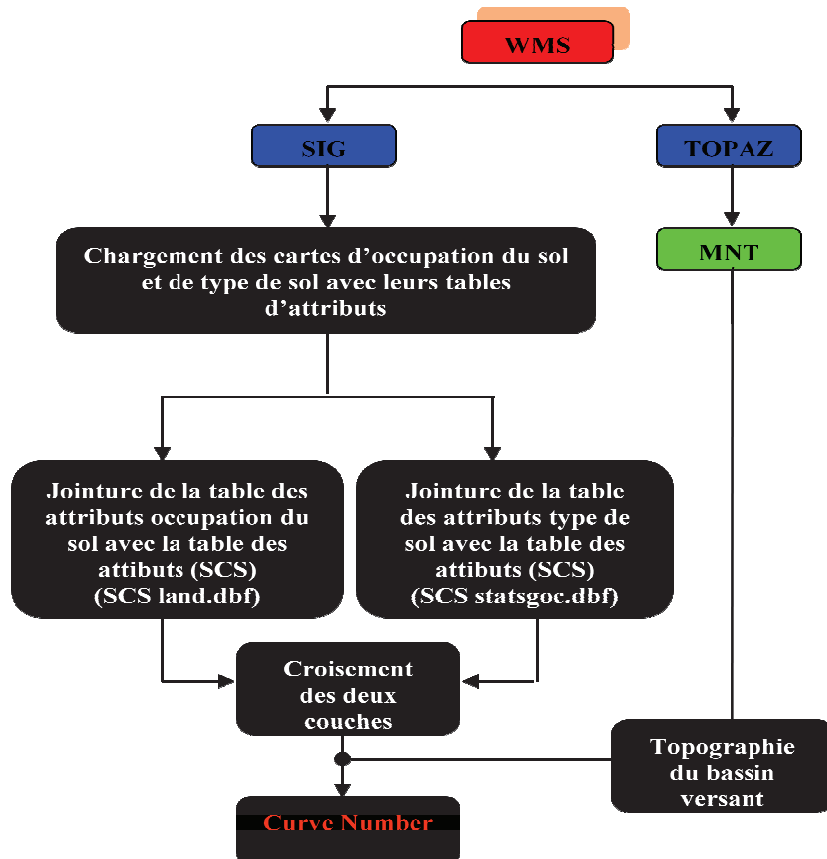 WMS
SIG
TOPAZ
Chargement des cartes d’occupation du sol
et de type de sol avec leurs tables
d’attributs
MNT
Jointure de la table des
attributs occupation du
sol avec la table des
attibuts (SCS)
(SCS land.dbf)
Jointure de la table
des attributs type de
sol avec la table des
attibuts (SCS)
(SCS statsgoc.dbf)
Croisement
des deux
couches
Topographie
du bassin
versant
Curve Number